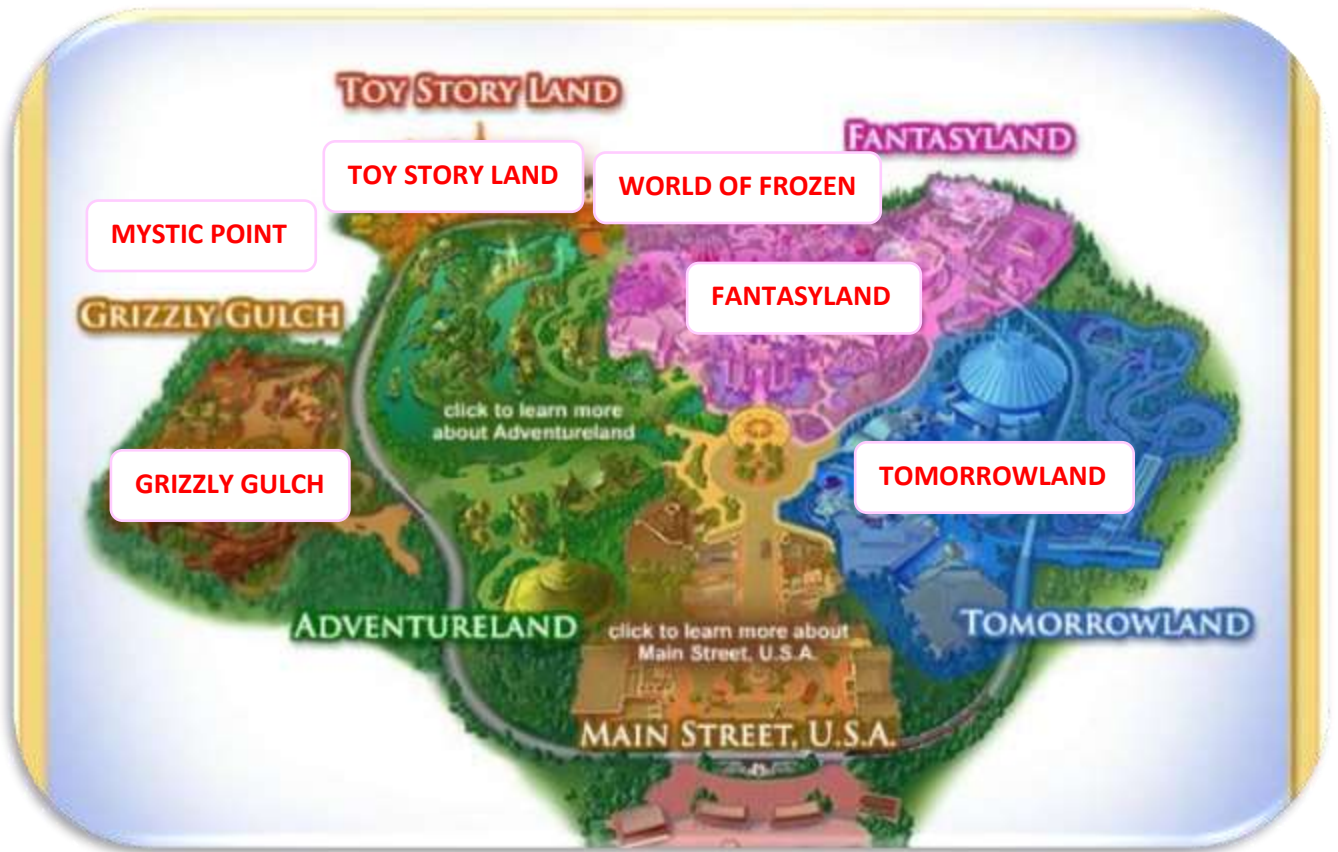 TOY STORY LAND
FANTASYLAND
TOY STORY LAND
WORLD OF FROZEN
MYSTIC POINT
FANTASYLAND
GRIZZLY GULCH
click to learn more
about Adventureland
GRIZZLY GULCH
TOMORROWLAND
ADVENTURELAND
click to learn more about
Main Street, U.S.A.
TOMORROWLAND
MAIN STREET, U.S.A.